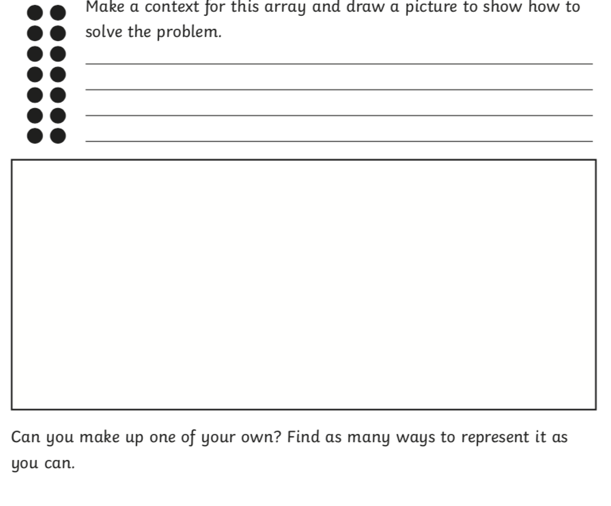 Make a context for this array and draw a picture to show how to
solve the problem.
Can you make up one of your own? Find as many ways to represent it as
you can.